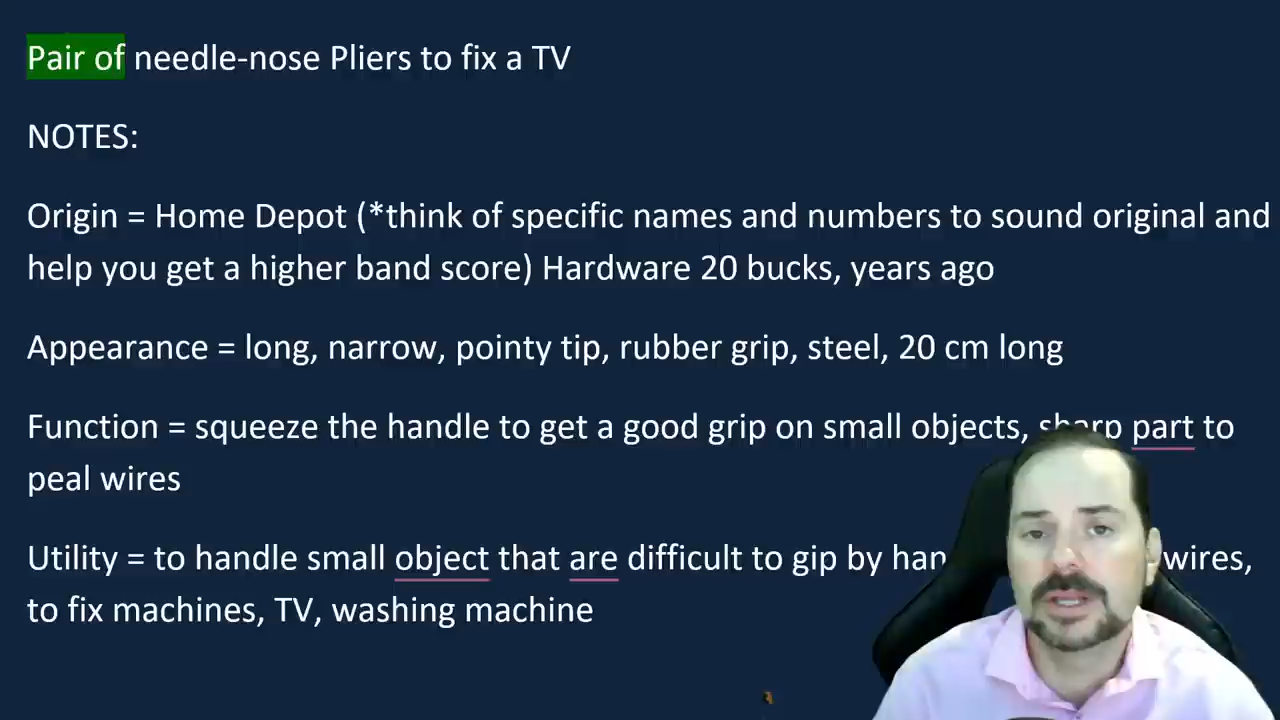 Pair of needle-nose Pliers to fix a TV
NOTES:
Origin = Home Depot (*think of specific names and numbers to sound original and
help you get a higher band score) Hardware 20 bucks, years ago
Appearance = long, narrow, pointy tip, rubber grip, steel, 20 cm long
Function = squeeze the handle to get a good grip on small objects, sharp part to
peal wires
Utility = to handle small object that are difficult to gip by wires,
to fix machines, TV, washing machine